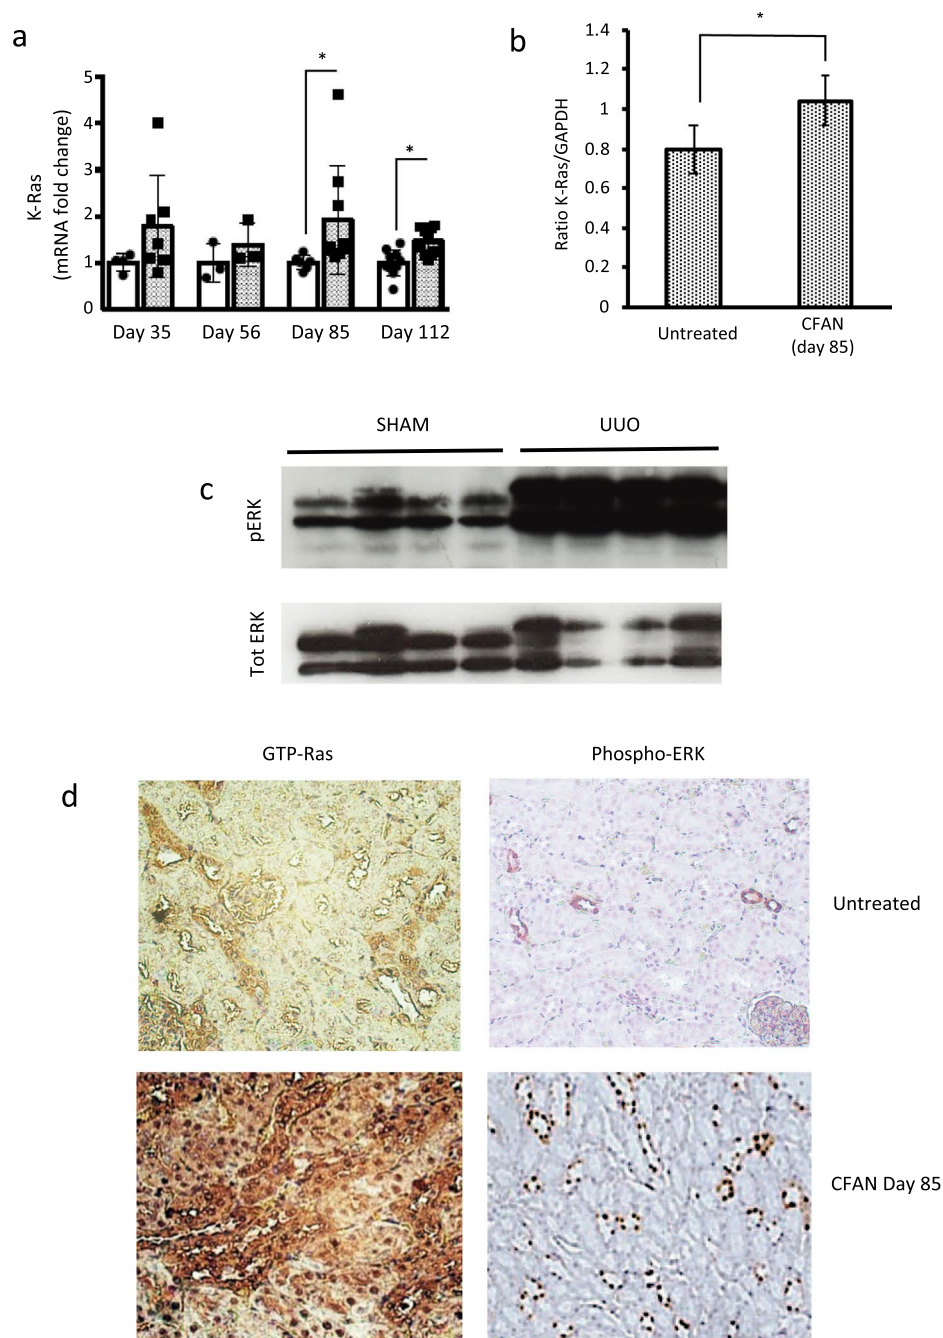 a
K-Ras
(mRNA fold change)
5
4
3
2
1
0
*
*
Day 35
Day 56
Day 85
Day 112
b
Ratio K-Ras/GAPDH
1.4
1.2
1
0.8
0.6
0.4
0.2
0
*
Untreated
CFAN
(day 85)
c
SHAM
UUO
pERK
Tot ERK
d
GTP-Ras
Phospho-ERK
Untreated
CFAN Day 85